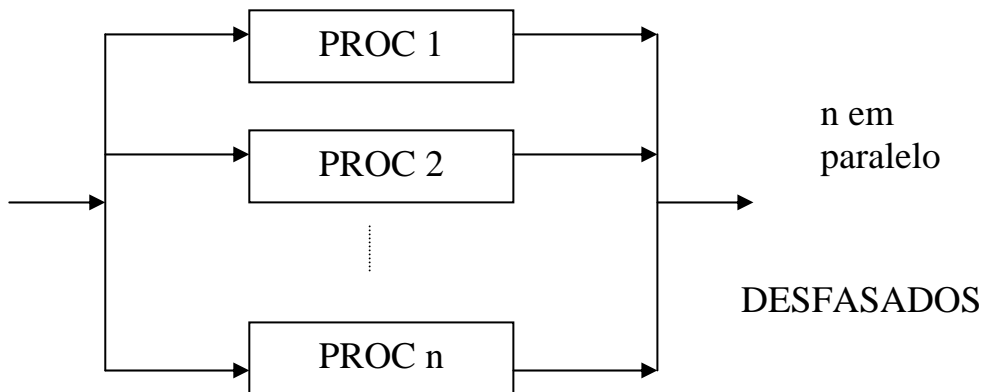 PROC 1
PROC 2
PROC n
n em
paralelo
DESFASADOS